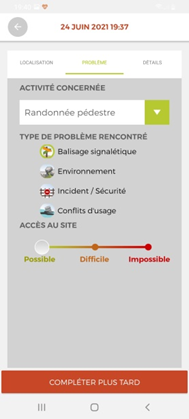 24 JUIN 2021 19:37
LOCALISATION PROBLÈME DÉTAILS
ACTIVITÉ CONCERNÉE
Randonnée pédestre
TYPE DE PROBLÈME RENCONTRÉ
Balisage signalétique
Environnement
Incident / Sécurité
Conflits d'usage
ACCÈS AU SITE
Possible Difficile Impossible
COMPLÉTER PLUS TARD